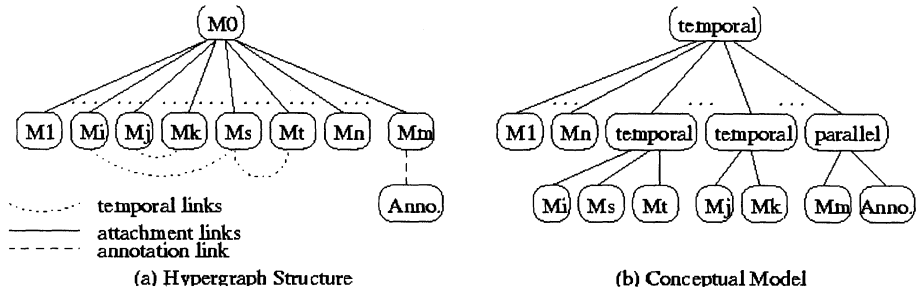 M0
M1 Mi Mj Mk Ms Mt Mn Mm
Anno.
temporal links
attachment links
annotation link
(a) Hypergraph Structure
temporal
M1 Mn temporal temporal parallel
Mi Ms Mt Mj Mk Mm Anno.
(b) Conceptual Model